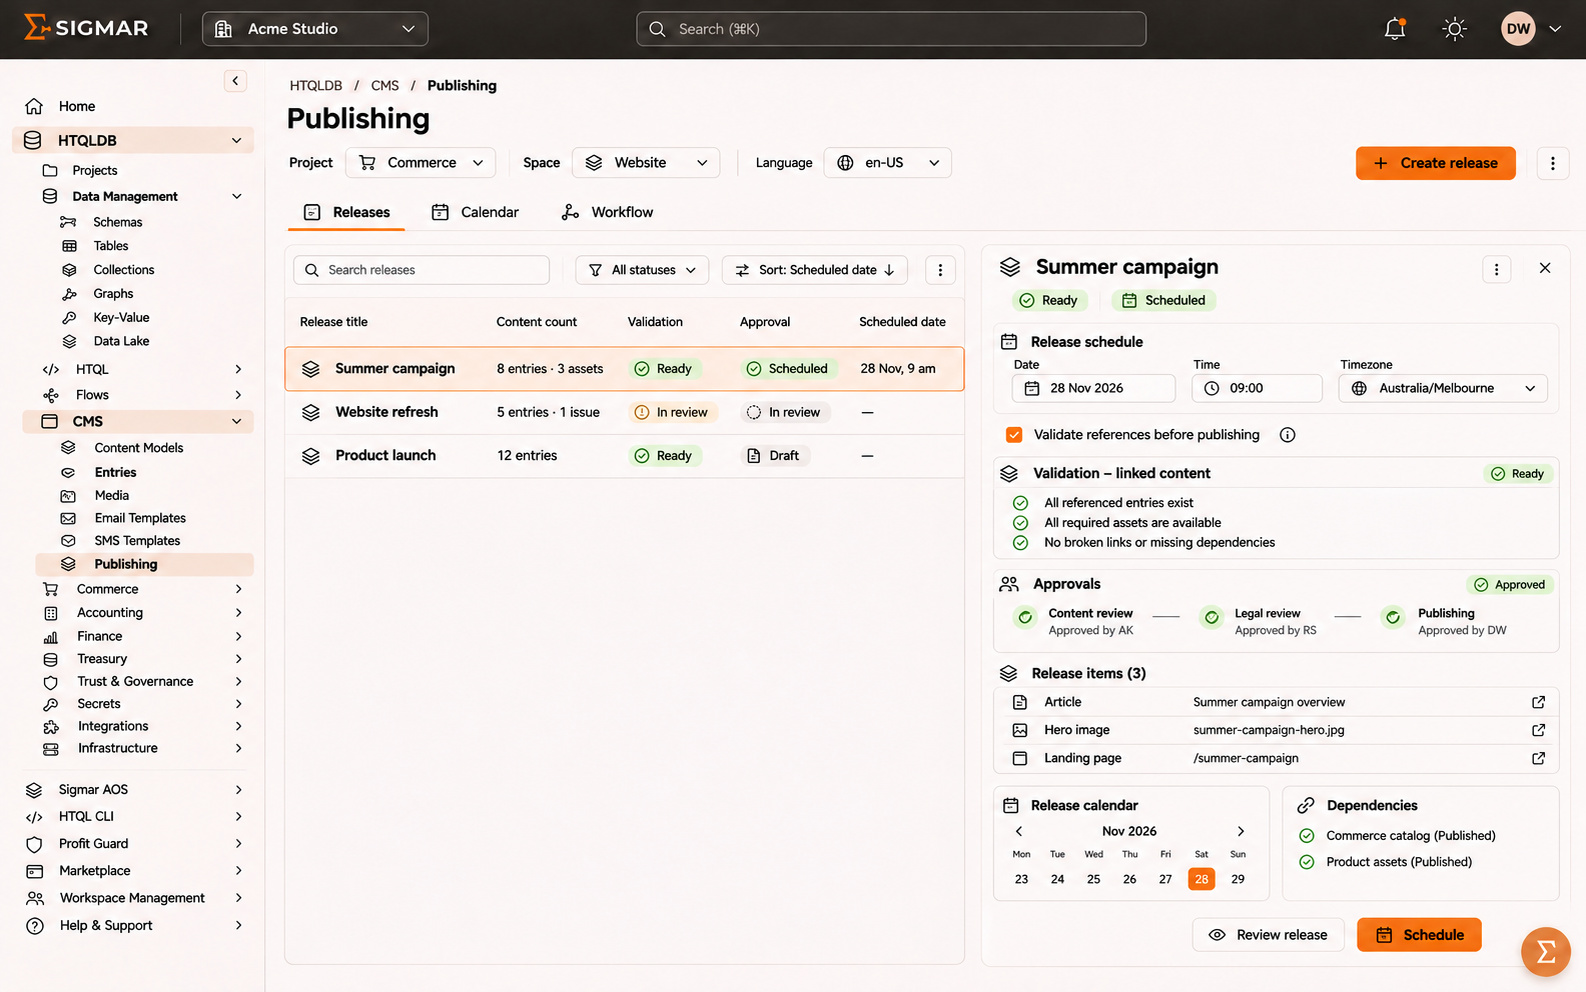 SIGMAR
Acme Studio
Search (⌘K)
DW
Home
HTQLDB
Projects
Data Management
Schemas
Tables
Collections
Graphs
Key-Value
Data Lake
HTQL
Flows
CMS
Content Models
Entries
Media
Email Templates
SMS Templates
Publishing
Commerce
Accounting
Finance
Treasury
Trust & Governance
Secrets
Integrations
Infrastructure
Sigmar AOS
HTQL CLI
Profit Guard
Marketplace
Workspace Management
Help & Support
HTQLDB / CMS / Publishing
Publishing
Project Commerce Space Website Language en-US
+ Create release
Releases Calendar Workflow
Search releases All statuses Sort: Scheduled date ↓
Release title Content count Validation Approval Scheduled date
Summer campaign 8 entries · 3 assets Ready Scheduled 28 Nov, 9 am
Website refresh 5 entries · 1 issue In review In review —
Product launch 12 entries Ready Draft —
Summer campaign
Ready Scheduled
Release schedule
Date Time Timezone
28 Nov 2026 09:00 Australia/Melbourne
Validate references before publishing
Validation – linked content Ready
All referenced entries exist
All required assets are available
No broken links or missing dependencies
Approvals Approved
Content review Legal review Publishing
Approved by AK Approved by RS Approved by DW
Release items (3)
Article Summer campaign overview
Hero image summer-campaign-hero.jpg
Landing page /summer-campaign
Release calendar
Nov 2026
Mon Tue Wed Thu Fri Sat Sun
23 24 25 26 27 28 29
Dependencies
Commerce catalog (Published)
Product assets (Published)
Review release Schedule
Σ